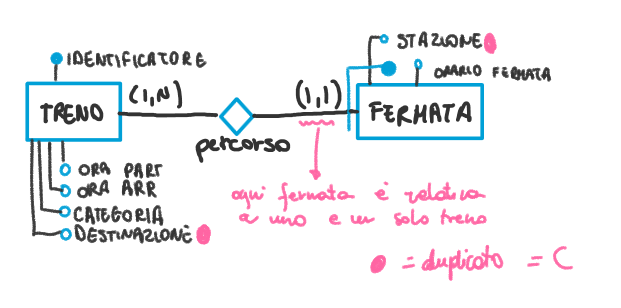 IDENTIFICATORE
STAZIONE
ORARIO FERMATA
TRENO
(1,N)
(1,1)
FERMATA
percorso
ORA PART
ORA ARR
CATEGORIA
DESTINAZIONE
ogni fermata è relativa
a uno e un solo treno
= duplicato = C